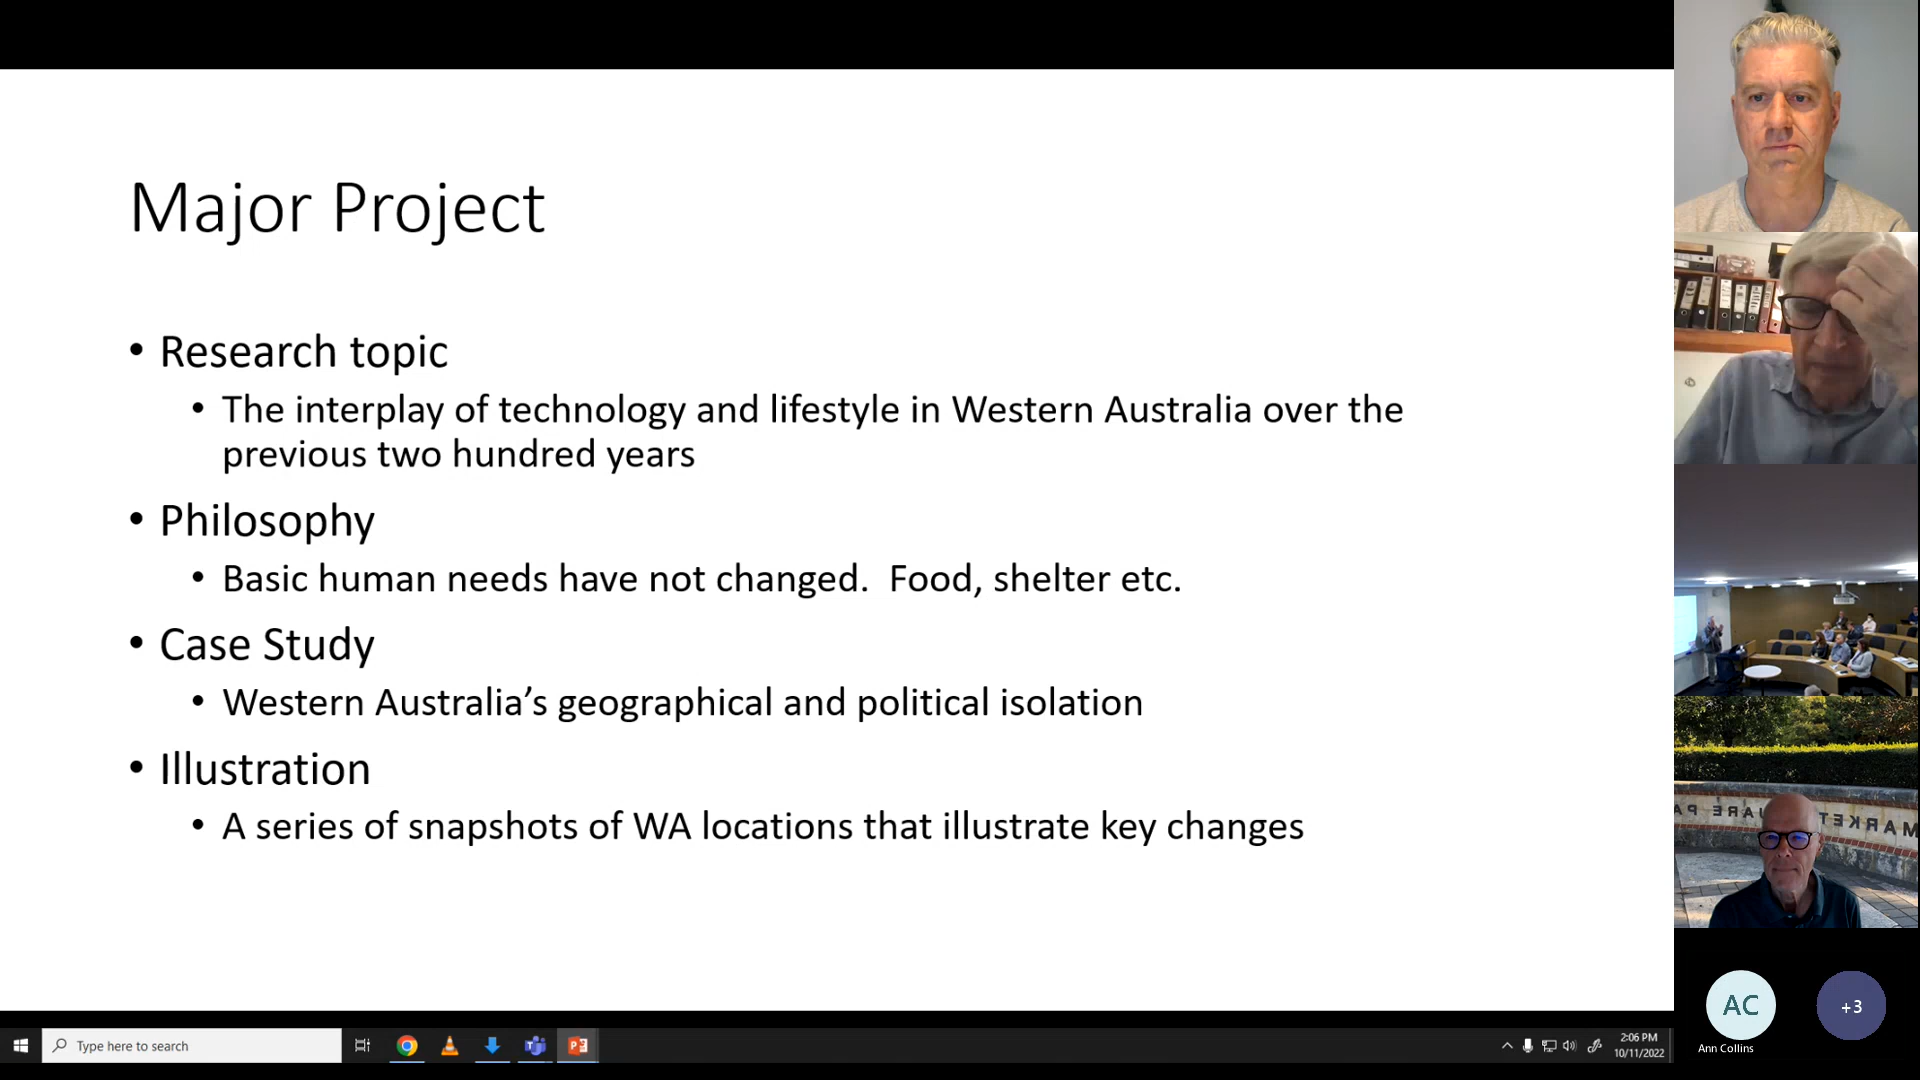 Major Project
• Research topic
• The interplay of technology and lifestyle in Western Australia over the
previous two hundred years
• Philosophy
• Basic human needs have not changed.  Food, shelter etc.
• Case Study
• Western Australia’s geographical and political isolation
• Illustration
• A series of snapshots of WA locations that illustrate key changes
MARKET SQUARE PA
AC
+3
Ann Collins
Type here to search
2:06 PM
10/11/2022